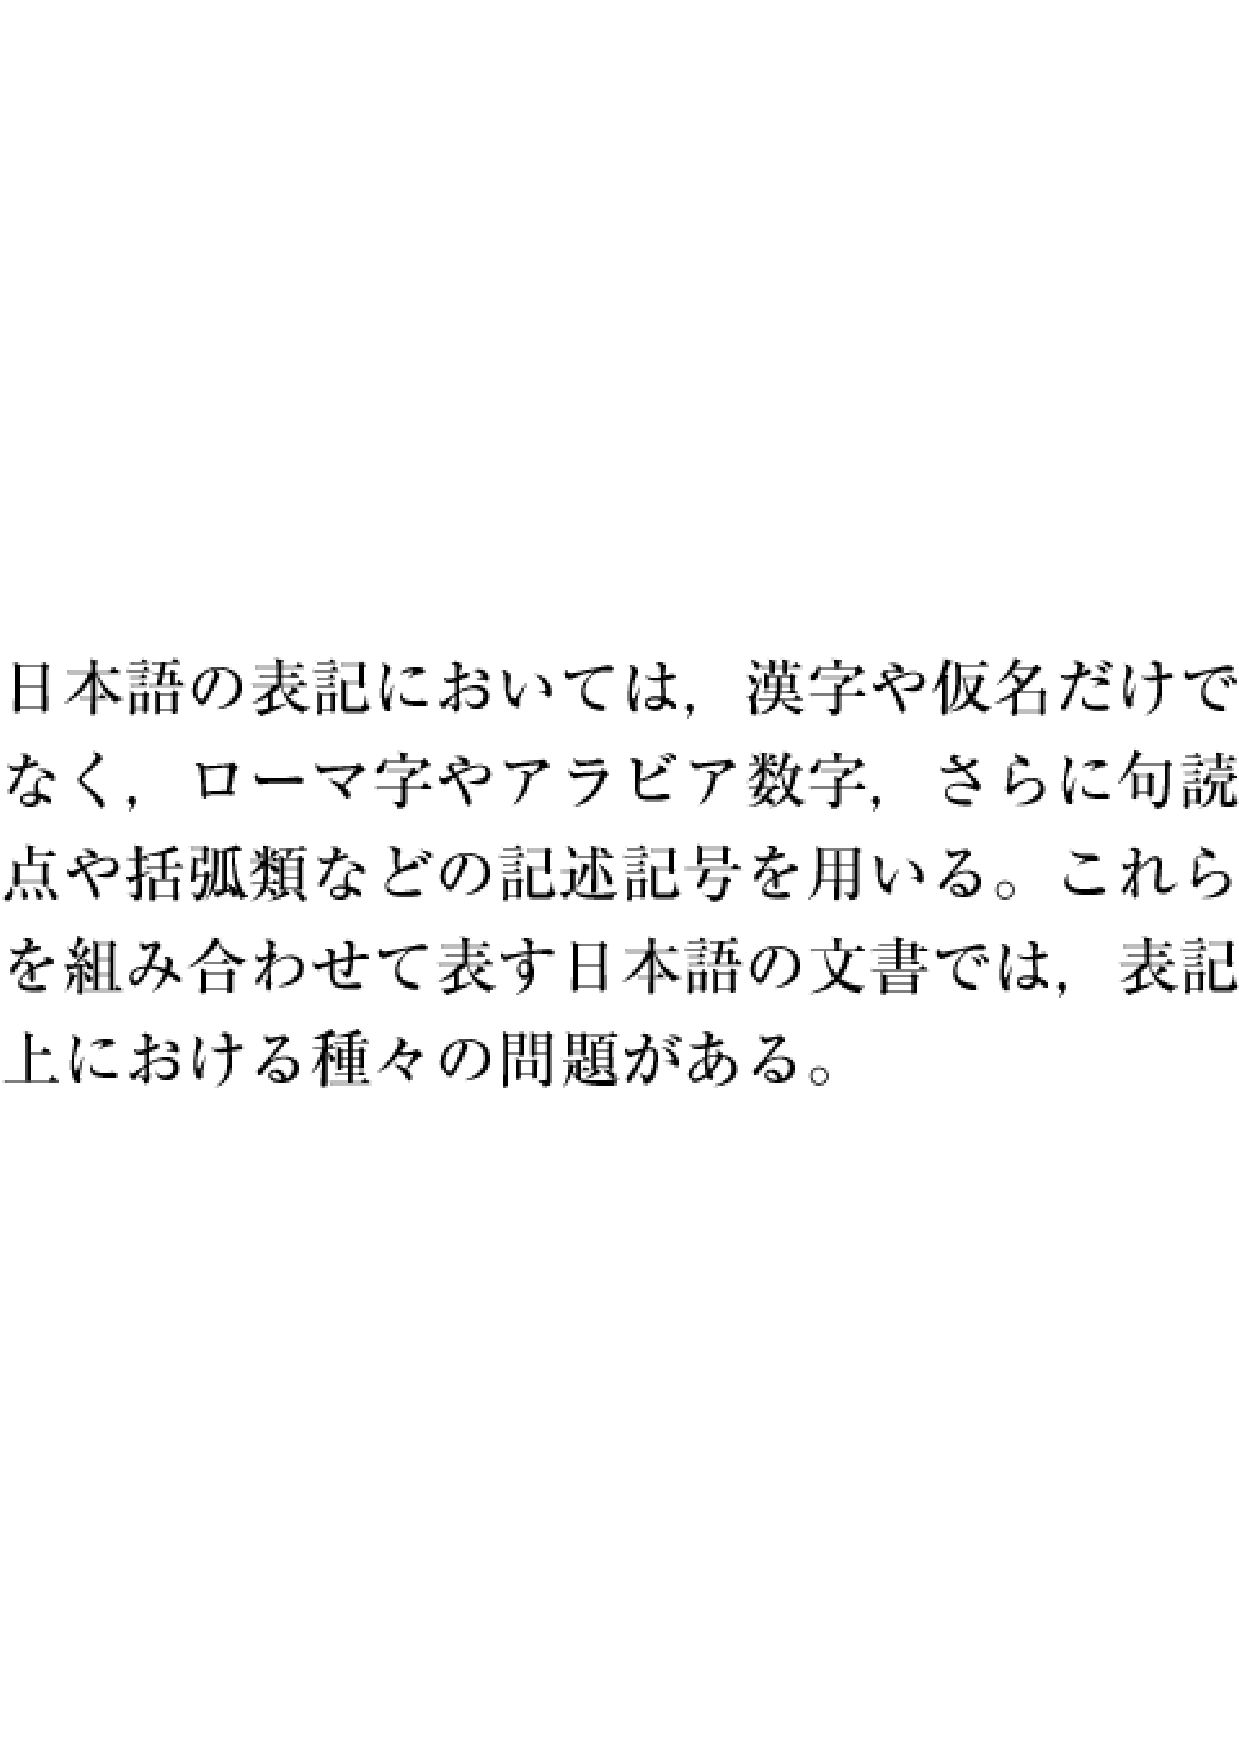 日本語の表記においては，漢字や仮名だけで
なく，ローマ字やアラビア数字，さらに句読
点や括弧類などの記述記号を用いる。これら
を組み合わせて表す日本語の文書では，表記
上における種々の問題がある。